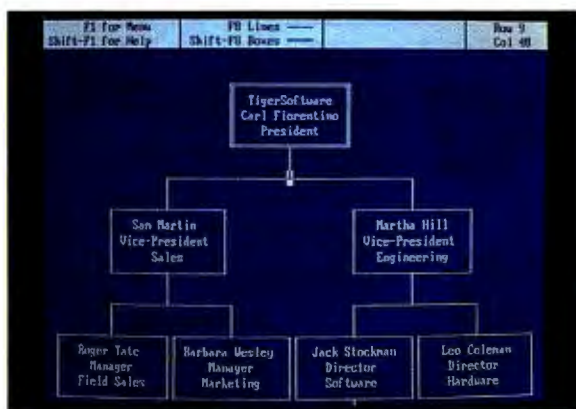 F1 for Menu
Shift-F1 for Help
F8 Lines
Shift-F8 Boxes
Row 9
Col 40
TigerSoftware
Carl Fiorentino
President
Sam Martin
Vice-President
Sales
Martha Hill
Vice-President
Engineering
Roger Tate
Manager
Field Sales
Barbara Wesley
Manager
Marketing
Jack Stockman
Director
Software
Leo Coleman
Director
Hardware